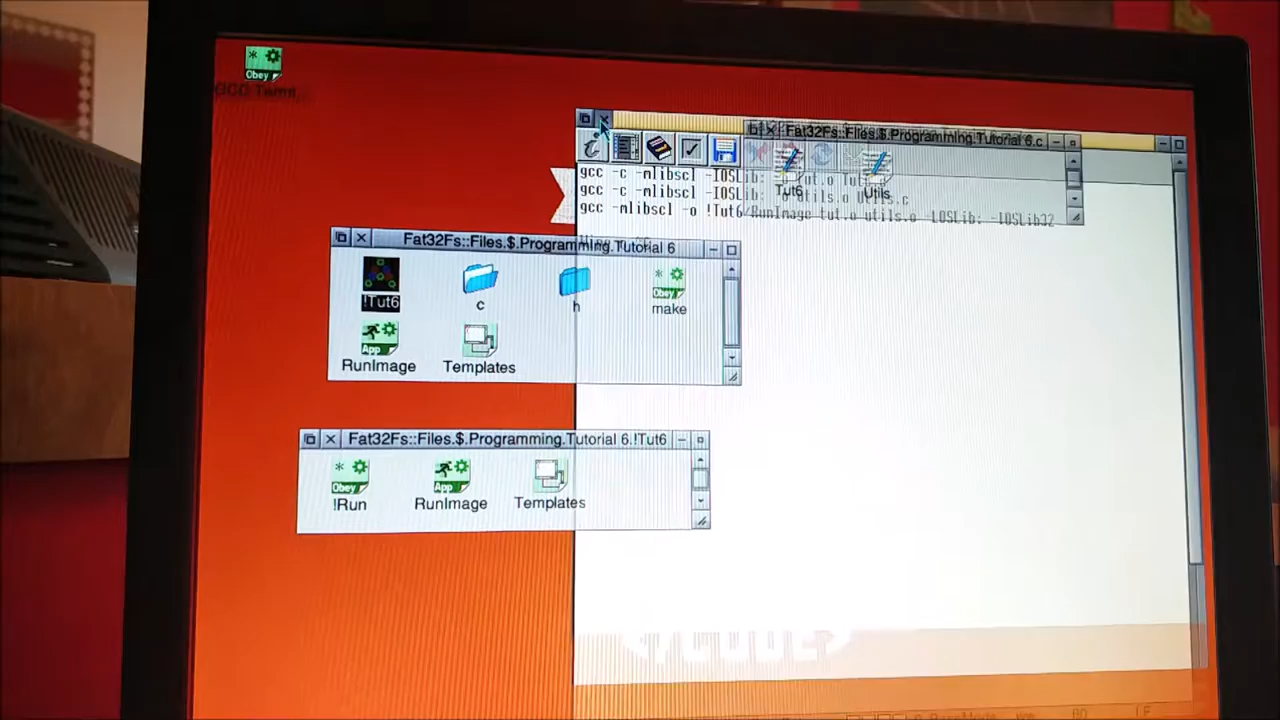 Obey
Fat32Fs::Files.$.Programming.Tutorial 6.c
Tut6
Utils
gcc -c -mlibscl -IOSLib:
gcc -c -mlibscl -IOSLib:
gcc -mlibscl -o !Tut6/RunImage tut.o utils.o -LOSLib: -lOSLib32
Fat32Fs::Files.$.Programming.Tutorial 6
!Tut6
c
h
Obey
make
App
RunImage
Templates
Fat32Fs::Files.$.Programming.Tutorial 6.!Tut6
Obey
!Run
App
RunImage
Templates